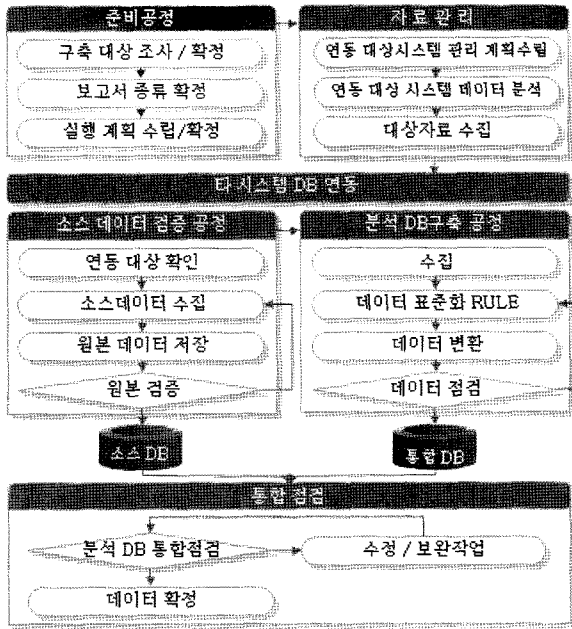 준비공정
구축 대상 조사 / 확정
보고서 종류 확정
실행 계획 수립/확정
자료관리
연동 대상시스템 관리 계획수립
연동 대상 시스템 데이터 분석
대상자료 수집
타 시스템 DB 연동
소스 데이터 검증 공정
연동 대상 확인
소스데이터 수집
원본 데이터 저장
원본 검증
소스 DB
분석 DB구축 공정
수집
데이터 표준화 RULE
데이터 변환
데이터 점검
통합 DB
통합 점검
분석 DB 통합점검
수정 / 보완작업
데이터 확정